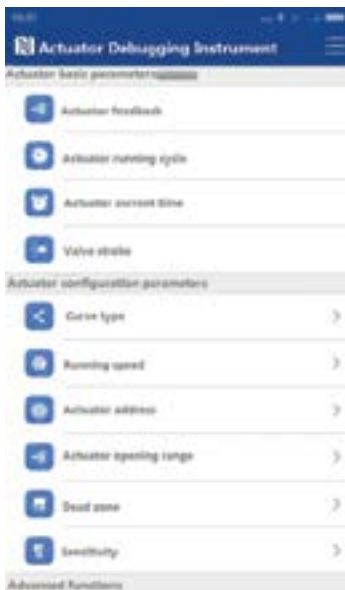 Actuator Debugging Instrument
Actuator basic parameters
Actuator feedback
Actuator running cycle
Actuator current time
Valve stroke
Actuator configuration parameters
Curve type
Running speed
Actuator address
Actuator opening range
Dead zone
Sensitivity
Advanced functions